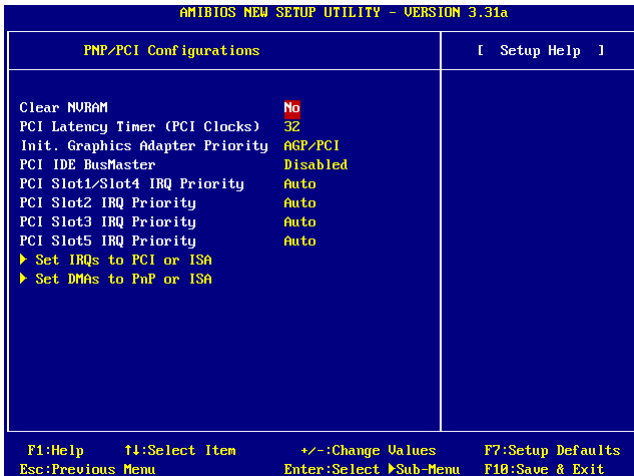 AMIBIOS NEW SETUP UTILITY - VERSION 3.31a
PNP/PCI Configurations
[ Setup Help ]
Clear NVRAM No
PCI Latency Timer (PCI Clocks) 32
Init. Graphics Adapter Priority AGP/PCI
PCI IDE BusMaster Disabled
PCI Slot1/Slot4 IRQ Priority Auto
PCI Slot2 IRQ Priority Auto
PCI Slot3 IRQ Priority Auto
PCI Slot5 IRQ Priority Auto
▶ Set IRQs to PCI or ISA
▶ Set DMAs to PnP or ISA
F1:Help ↑↓:Select Item +/-:Change Values F7:Setup Defaults
Esc:Previous Menu Enter:Select ▶Sub-Menu F10:Save & Exit